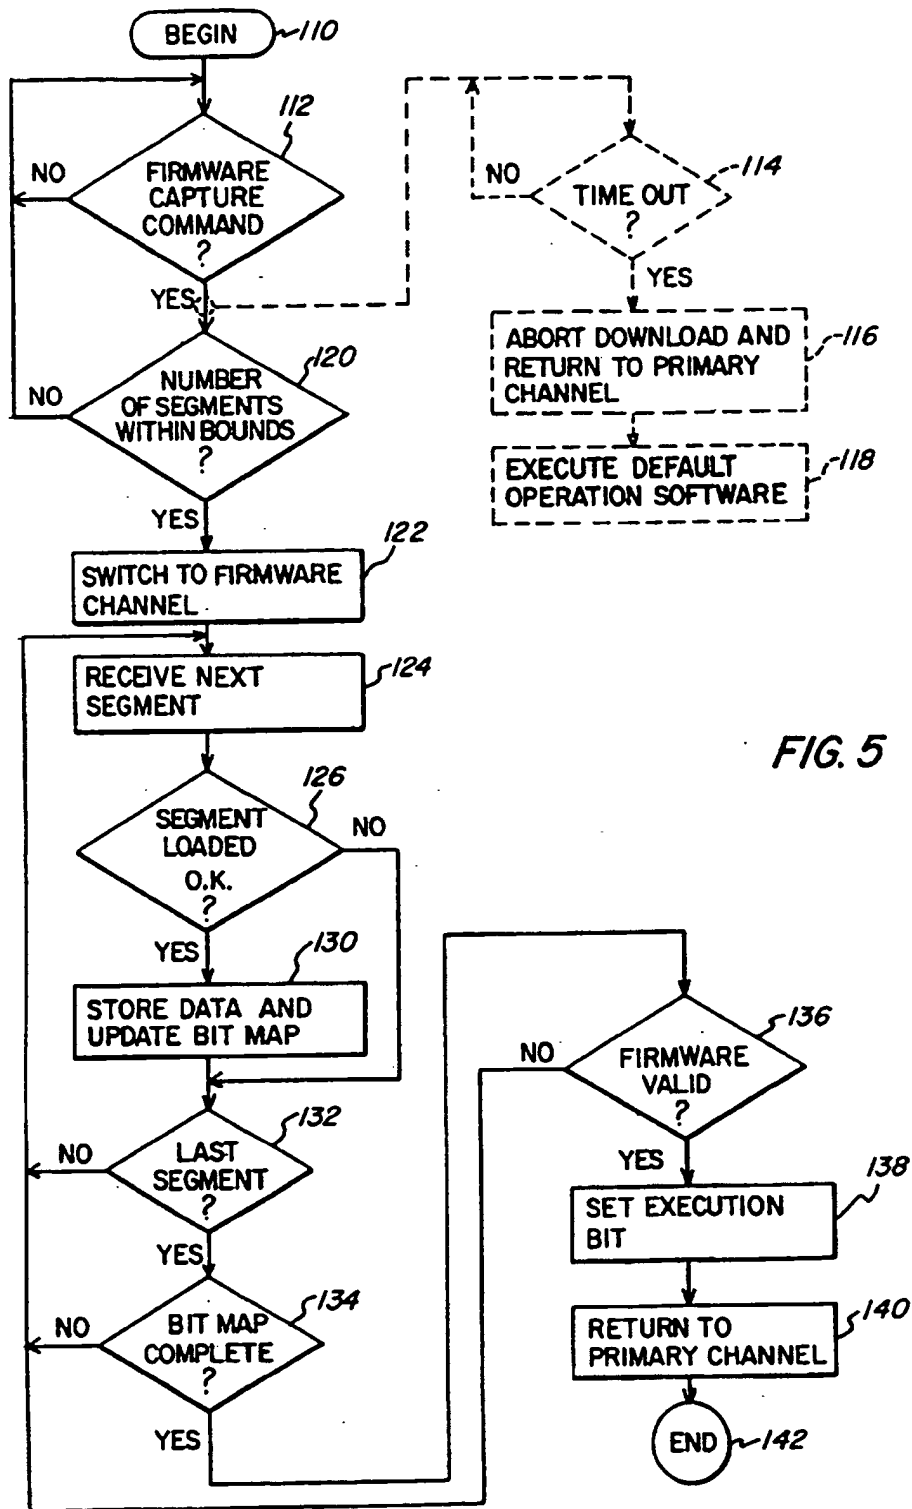 BEGIN
110
112
NO
FIRMWARE
CAPTURE
COMMAND
?
YES
NO
TIME OUT
?
114
YES
ABORT DOWNLOAD AND
RETURN TO PRIMARY
CHANNEL
116
EXECUTE DEFAULT
OPERATION SOFTWARE
118
120
NO
NUMBER
OF SEGMENTS
WITHIN BOUNDS
?
YES
122
SWITCH TO FIRMWARE
CHANNEL
RECEIVE NEXT
SEGMENT
124
FIG. 5
126
SEGMENT
LOADED
O.K.
?
NO
YES
130
STORE DATA AND
UPDATE BIT MAP
132
NO
LAST
SEGMENT
?
YES
134
NO
BIT MAP
COMPLETE
?
YES
136
NO
FIRMWARE
VALID
?
YES
138
SET EXECUTION
BIT
140
RETURN TO
PRIMARY CHANNEL
END
142